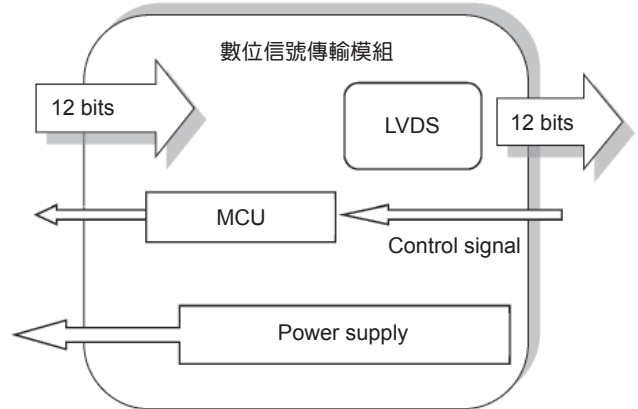 數位信號傳輸模組
12 bits
LVDS
12 bits
MCU
Control signal
Power supply